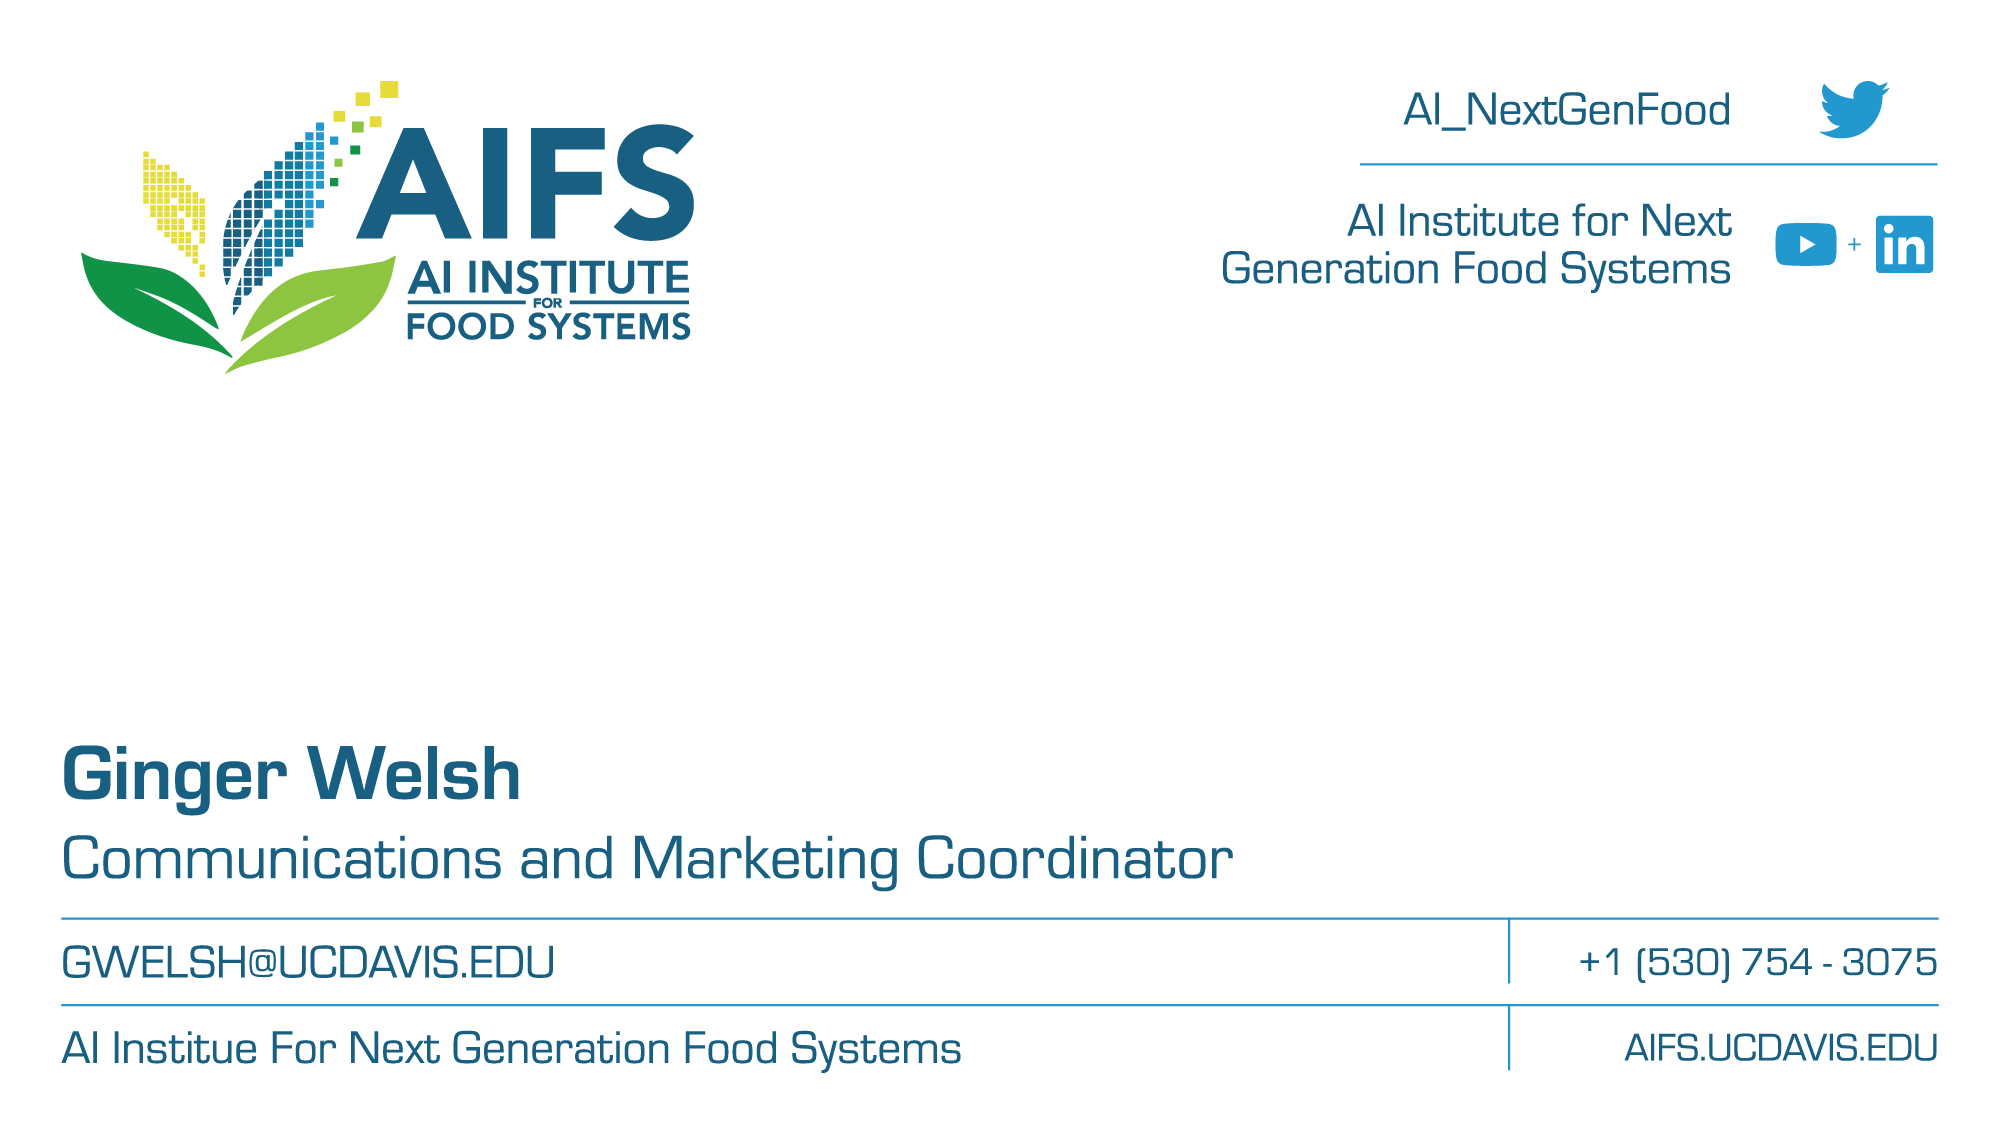 AIFS
AI INSTITUTE
FOR
FOOD SYSTEMS
AI_NextGenFood
AI Institute for Next
Generation Food Systems
+
in
Ginger Welsh
Communications and Marketing Coordinator
GWELSH@UCDAVIS.EDU
+1 (530) 754 - 3075
AI Institue For Next Generation Food Systems
AIFS.UCDAVIS.EDU